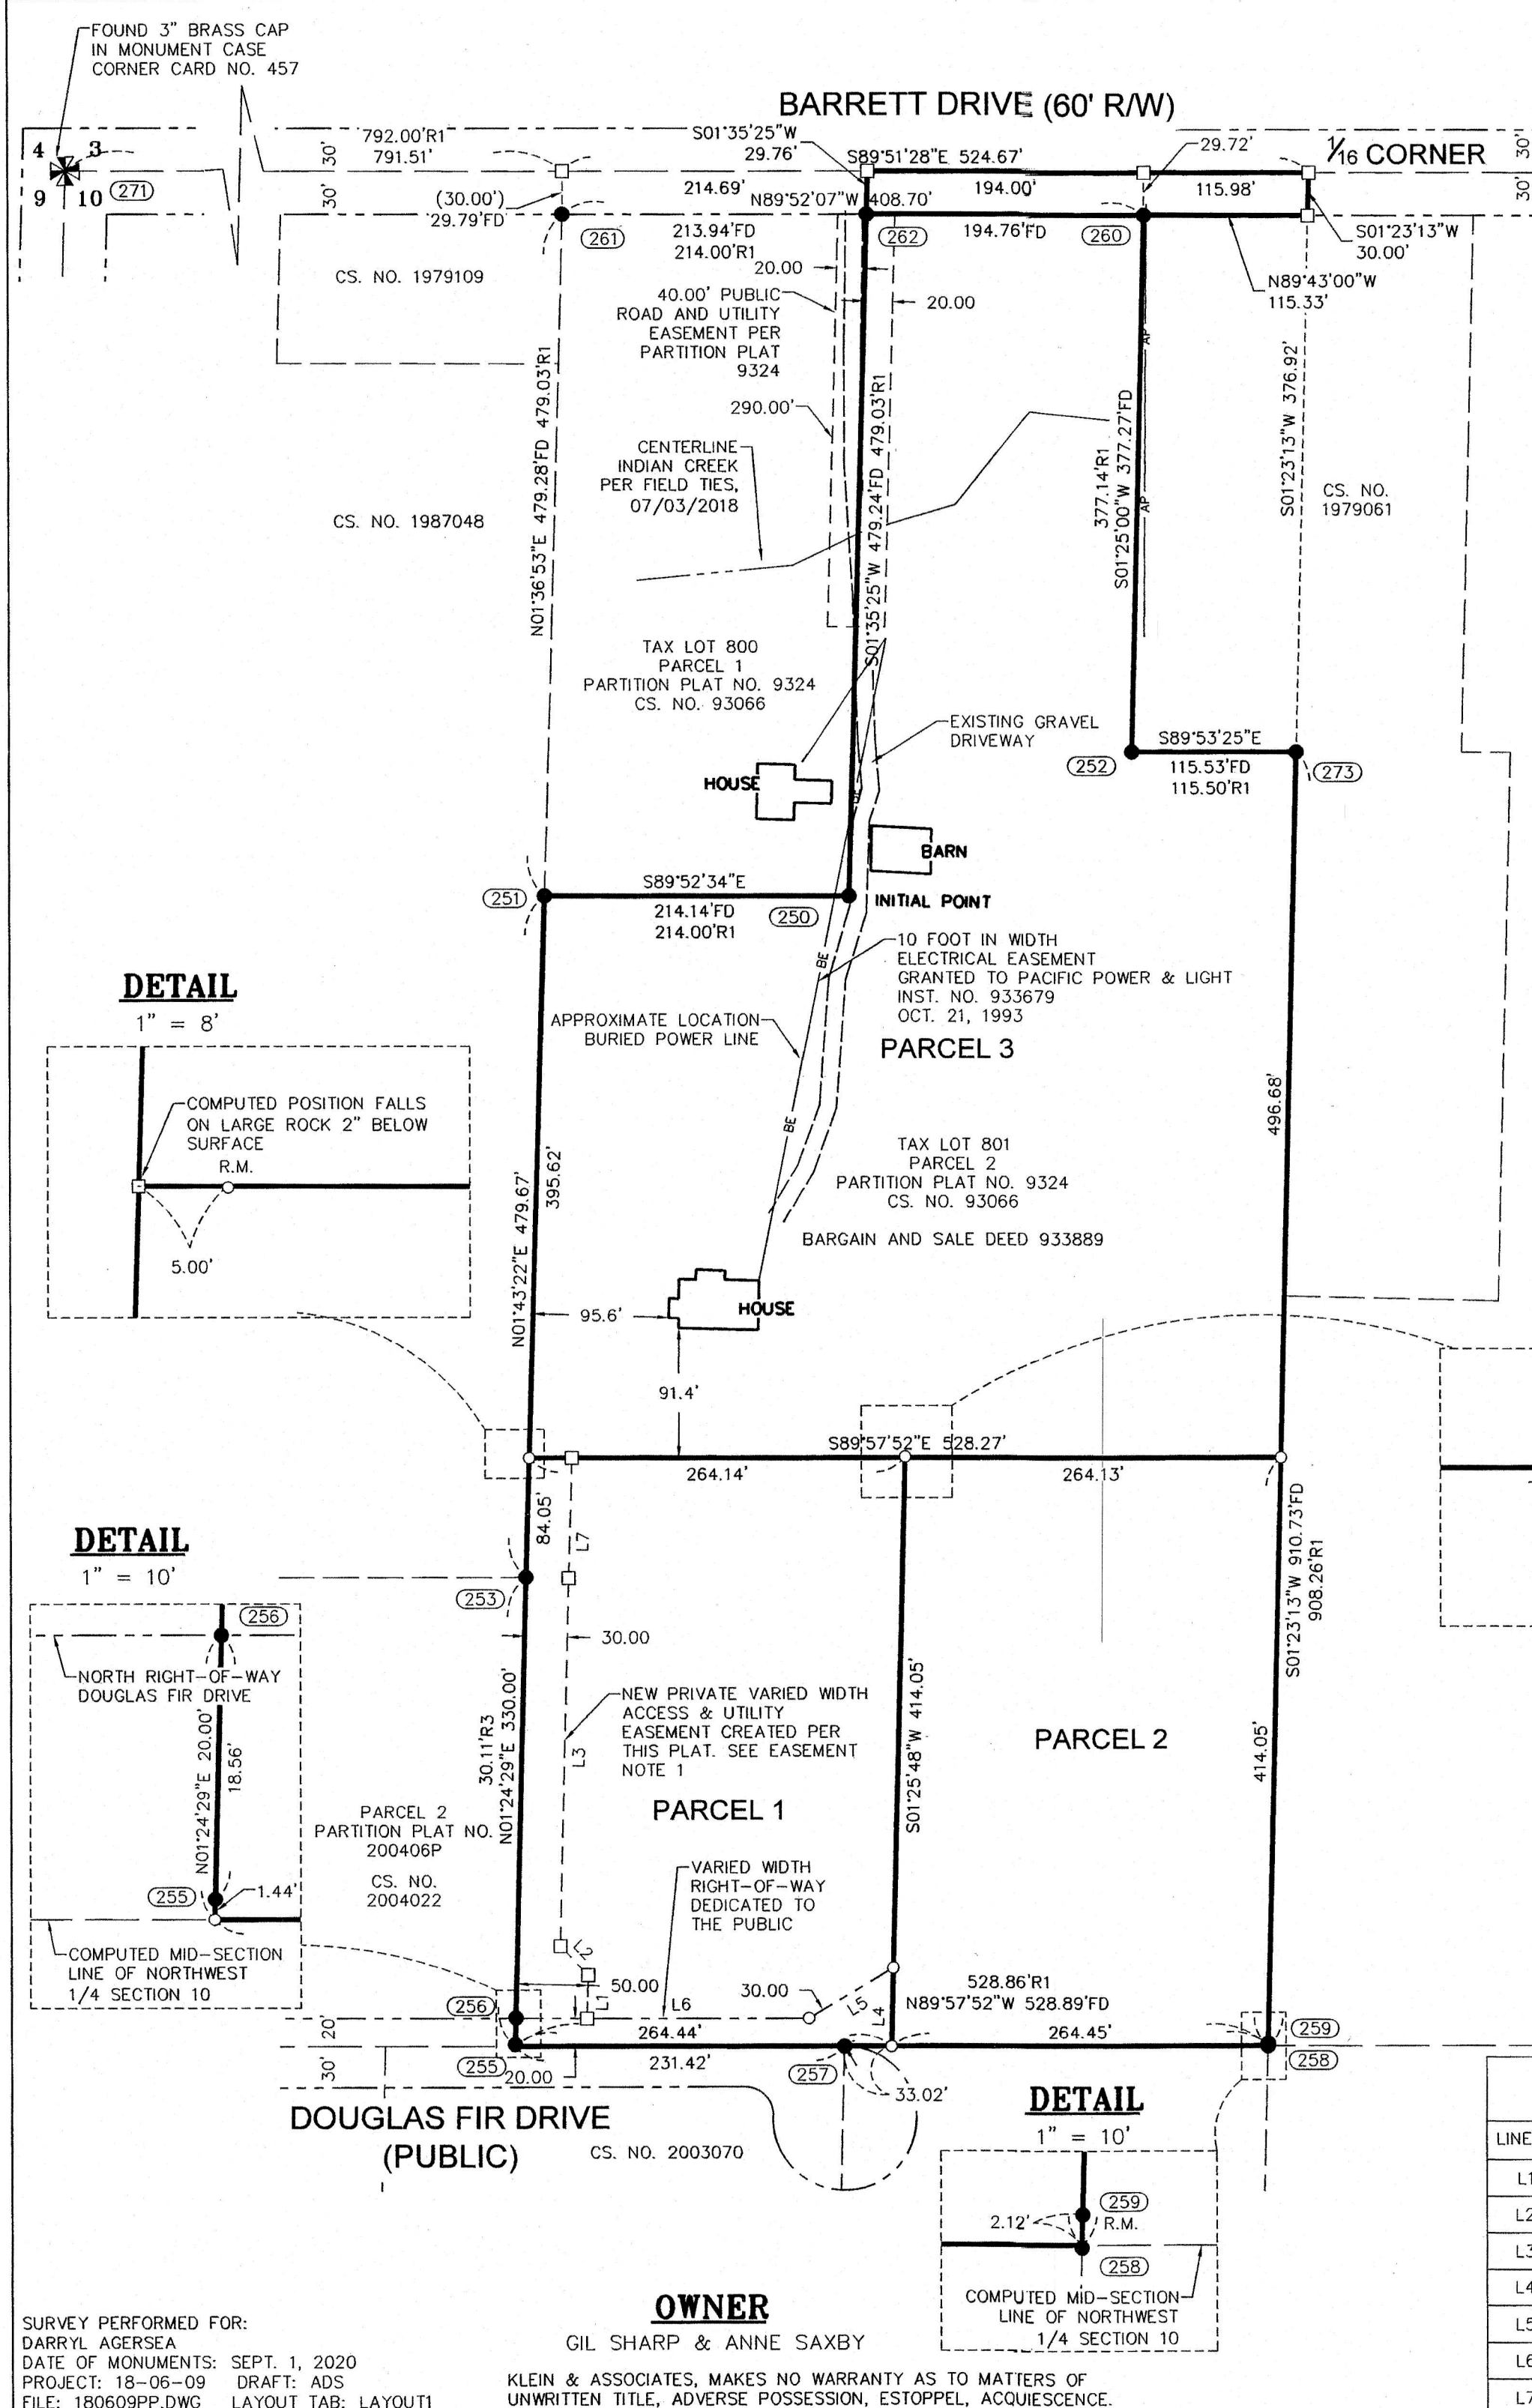 FOUND 3" BRASS CAP
IN MONUMENT CASE
CORNER CARD NO. 457
BARRETT DRIVE (60' R/W)
792.00'R1
791.51'
S01°35'25"W
29.76'
S89°51'28"E 524.67'
29.72'
1/16 CORNER
30'
30'
30'
30'
4 3
9 10
271
(30.00')
29.79'FD
214.69'
N89°52'07"W 408.70'
194.00'
115.98'
261
213.94'FD
214.00'R1
262
194.76'FD
260
S01°23'13"W
30.00'
N89°43'00"W
115.33'
CS. NO. 1979109
20.00
20.00
40.00' PUBLIC
ROAD AND UTILITY
EASEMENT PER
PARTITION PLAT
9324
290.00'
CENTERLINE
INDIAN CREEK
PER FIELD TIES,
07/03/2018
N01°36'53"E 479.28'FD 479.03'R1
S01°35'25"W 479.24'FD 479.03'R1
377.14'R1
S01°25'00"W 377.27'FD
AP
AP
S01°23'13"W 376.92'
CS. NO.
1979061
CS. NO. 1987048
TAX LOT 800
PARCEL 1
PARTITION PLAT NO. 9324
CS. NO. 93066
EXISTING GRAVEL
DRIVEWAY
252
S89°53'25"E
115.53'FD
115.50'R1
273
HOUSE
BE
BARN
251
S89°52'34"E
214.14'FD
214.00'R1
250
INITIAL POINT
10 FOOT IN WIDTH
ELECTRICAL EASEMENT
GRANTED TO PACIFIC POWER & LIGHT
INST. NO. 933679
OCT. 21, 1993
BE
APPROXIMATE LOCATION
BURIED POWER LINE
PARCEL 3
DETAIL
1" = 8'
COMPUTED POSITION FALLS
ON LARGE ROCK 2" BELOW
SURFACE
R.M.
5.00'
BE
TAX LOT 801
PARCEL 2
PARTITION PLAT NO. 9324
CS. NO. 93066
BARGAIN AND SALE DEED 933889
496.68'
N01°43'22"E 479.67'
395.62'
95.6'
HOUSE
91.4'
S89°57'52"E 528.27'
264.14'
264.13'
84.05'
L7
253
30.00
DETAIL
1" = 10'
256
NORTH RIGHT-OF-WAY
DOUGLAS FIR DRIVE
N01°24'29"E 20.00'
18.56'
255
1.44'
COMPUTED MID-SECTION
LINE OF NORTHWEST
1/4 SECTION 10
30.11'R3
N01°24'29"E 330.00'
L3
NEW PRIVATE VARIED WIDTH
ACCESS & UTILITY
EASEMENT CREATED PER
THIS PLAT. SEE EASEMENT
NOTE 1
S01°25'48"W 414.05'
PARCEL 2
414.05'
S01°23'13"W 910.73'FD
908.26'R1
PARCEL 2
PARTITION PLAT NO.
200406P
CS. NO.
2004022
PARCEL 1
VARIED WIDTH
RIGHT-OF-WAY
DEDICATED TO
THE PUBLIC
L2
50.00
L1
L6
30.00
L5
L4
528.86'R1
N89°57'52"W 528.89'FD
256
20'
30'
255
264.44'
231.42'
20.00
257
33.02'
264.45'
259
258
DOUGLAS FIR DRIVE
(PUBLIC)
CS. NO. 2003070
DETAIL
1" = 10'
2.12'
259
R.M.
258
COMPUTED MID-SECTION
LINE OF NORTHWEST
1/4 SECTION 10
LINE
L1
L2
L3
L4
L5
L6
L7
OWNER
GIL SHARP & ANNE SAXBY
SURVEY PERFORMED FOR:
DARRYL AGERSEA
DATE OF MONUMENTS: SEPT. 1, 2020
PROJECT: 18-06-09 DRAFT: ADS
FILE: 180609PP.DWG LAYOUT TAB: LAYOUT1
KLEIN & ASSOCIATES, MAKES NO WARRANTY AS TO MATTERS OF
UNWRITTEN TITLE, ADVERSE POSSESSION, ESTOPPEL, ACQUIESCENCE.